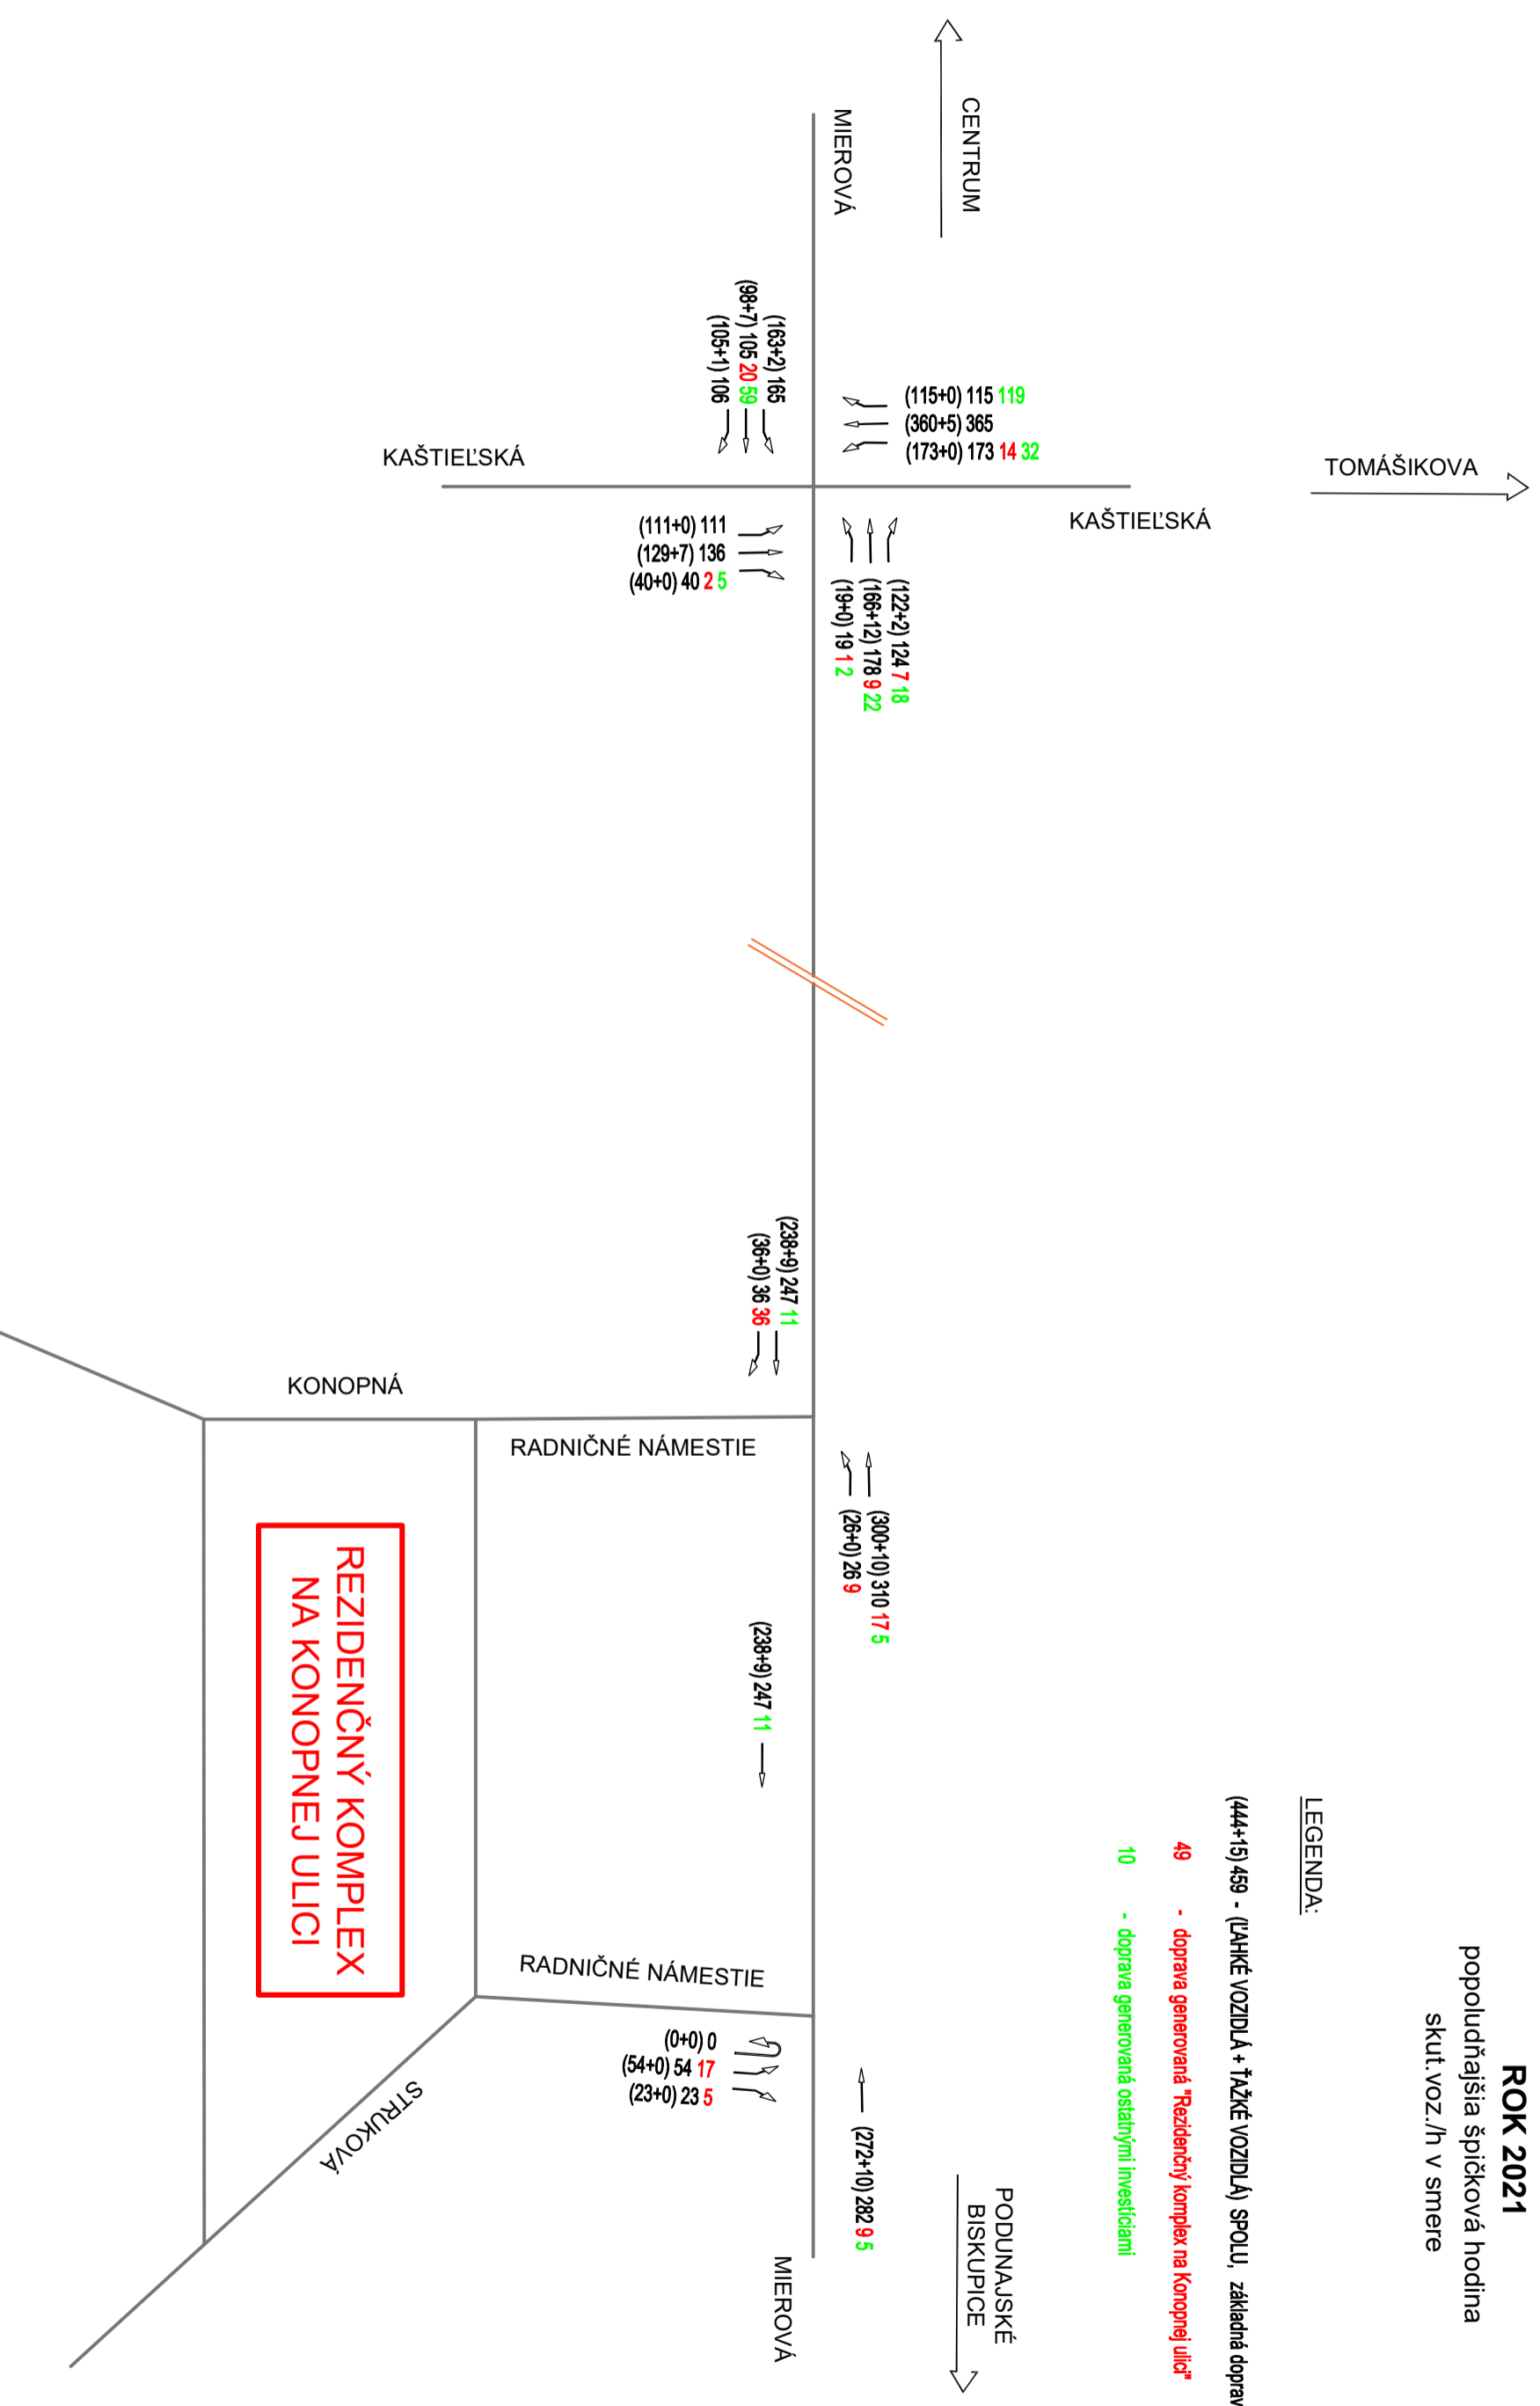 ROK 2021
popoludňajšia špičková hodina
skut.voz./h v smere
LEGENDA:
(444+15) 459 - (ĽAHKÉ VOZIDLÁ + ŤAŽKÉ VOZIDLÁ) SPOLU, základná doprav
49 - doprava generovaná "Rezidenčný komplex na Konopnej ulici"
10 - doprava generovaná ostatnými investíciami
CENTRUM
MIEROVÁ
TOMÁŠIKOVA
KAŠTIEĽSKÁ
KAŠTIEĽSKÁ
(115+0) 115 119
(360+5) 365
(173+0) 173 14 32
(163+2) 165
(98+7) 105 20 59
(105+1) 106
(111+0) 111
(129+7) 136
(40+0) 40 2 5
(122+2) 124 7 18
(166+12) 178 9 22
(19+0) 19 1 2
(238+9) 247 11
(36+0) 36 36
KONOPNÁ
RADNIČNÉ NÁMESTIE
(300+10) 310 17 5
(26+0) 26 9
(238+9) 247 11
REZIDENČNÝ KOMPLEX
NA KONOPNEJ ULICI
RADNIČNÉ NÁMESTIE
(0+0) 0
(54+0) 54 17
(23+0) 23 5
STRUKOVÁ
(272+10) 282 9 5
PODUNAJSKÉ
BISKUPICE
MIEROVÁ